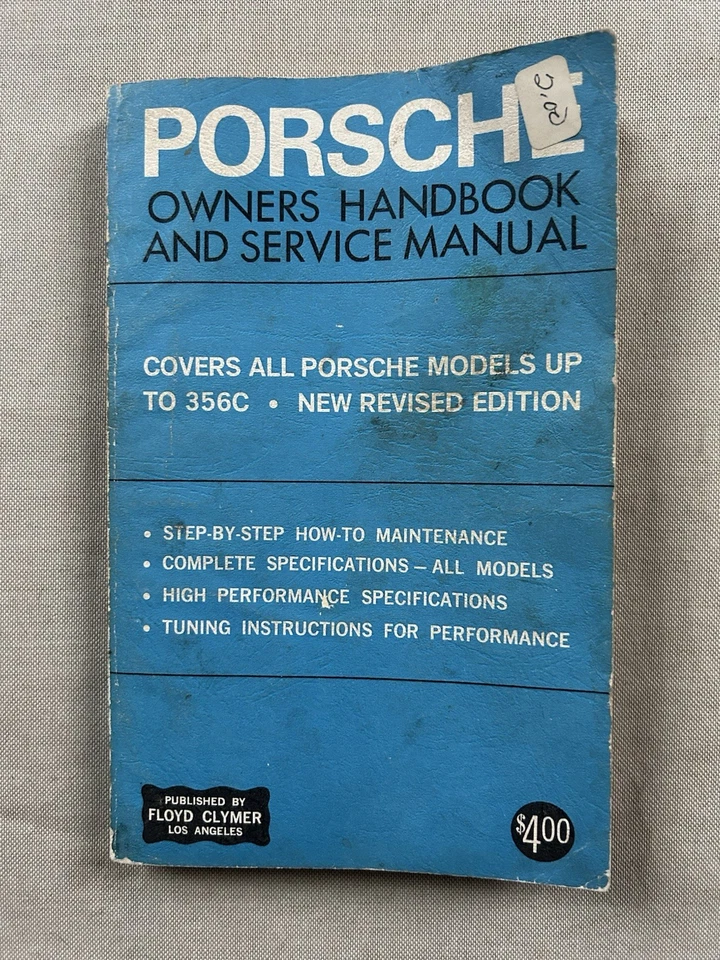 PORSCHE
OWNERS HANDBOOK
AND SERVICE MANUAL
COVERS ALL PORSCHE MODELS UP
TO 356C • NEW REVISED EDITION
• STEP-BY-STEP HOW-TO MAINTENANCE
• COMPLETE SPECIFICATIONS – ALL MODELS
• HIGH PERFORMANCE SPECIFICATIONS
• TUNING INSTRUCTIONS FOR PERFORMANCE
PUBLISHED BY
FLOYD CLYMER
LOS ANGELES
$4.00